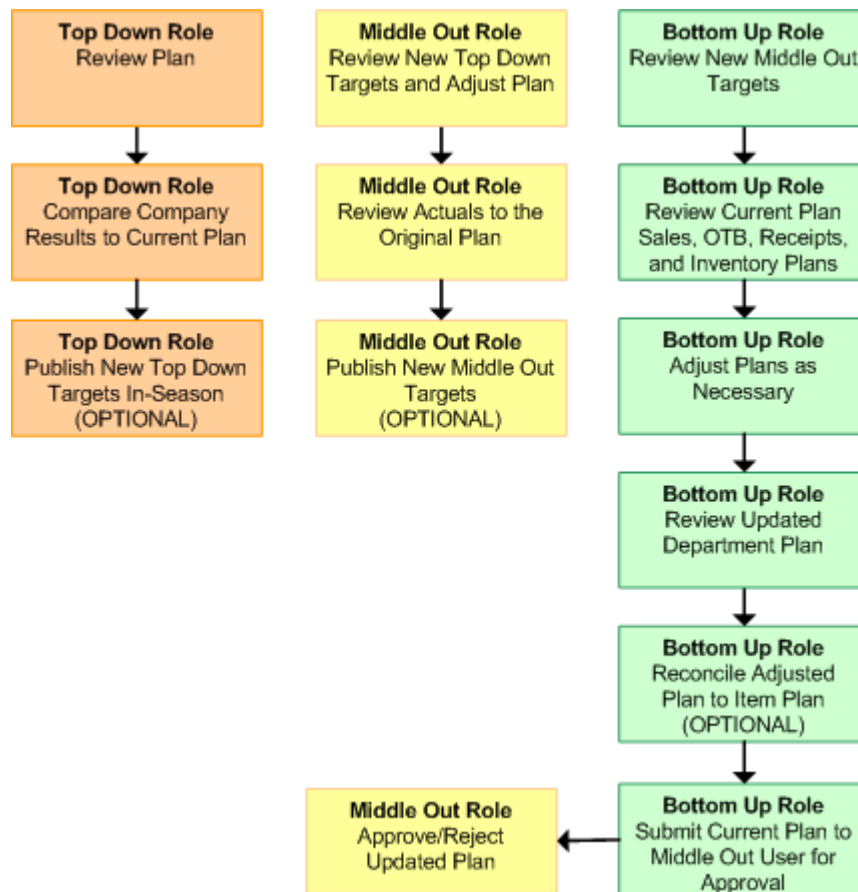 Top Down Role
Review Plan
Top Down Role
Compare Company
Results to Current Plan
Top Down Role
Publish New Top Down
Targets In-Season
(OPTIONAL)
Middle Out Role
Review New Top Down
Targets and Adjust Plan
Middle Out Role
Review Actuals to the
Original Plan
Middle Out Role
Publish New Middle Out
Targets
(OPTIONAL)
Bottom Up Role
Review New Middle Out
Targets
Bottom Up Role
Review Current Plan
Sales, OTB, Receipts,
and Inventory Plans
Bottom Up Role
Adjust Plans as
Necessary
Bottom Up Role
Review Updated
Department Plan
Bottom Up Role
Reconcile Adjusted
Plan to Item Plan
(OPTIONAL)
Bottom Up Role
Submit Current Plan to
Middle Out User for
Approval
Middle Out Role
Approve/Reject
Updated Plan